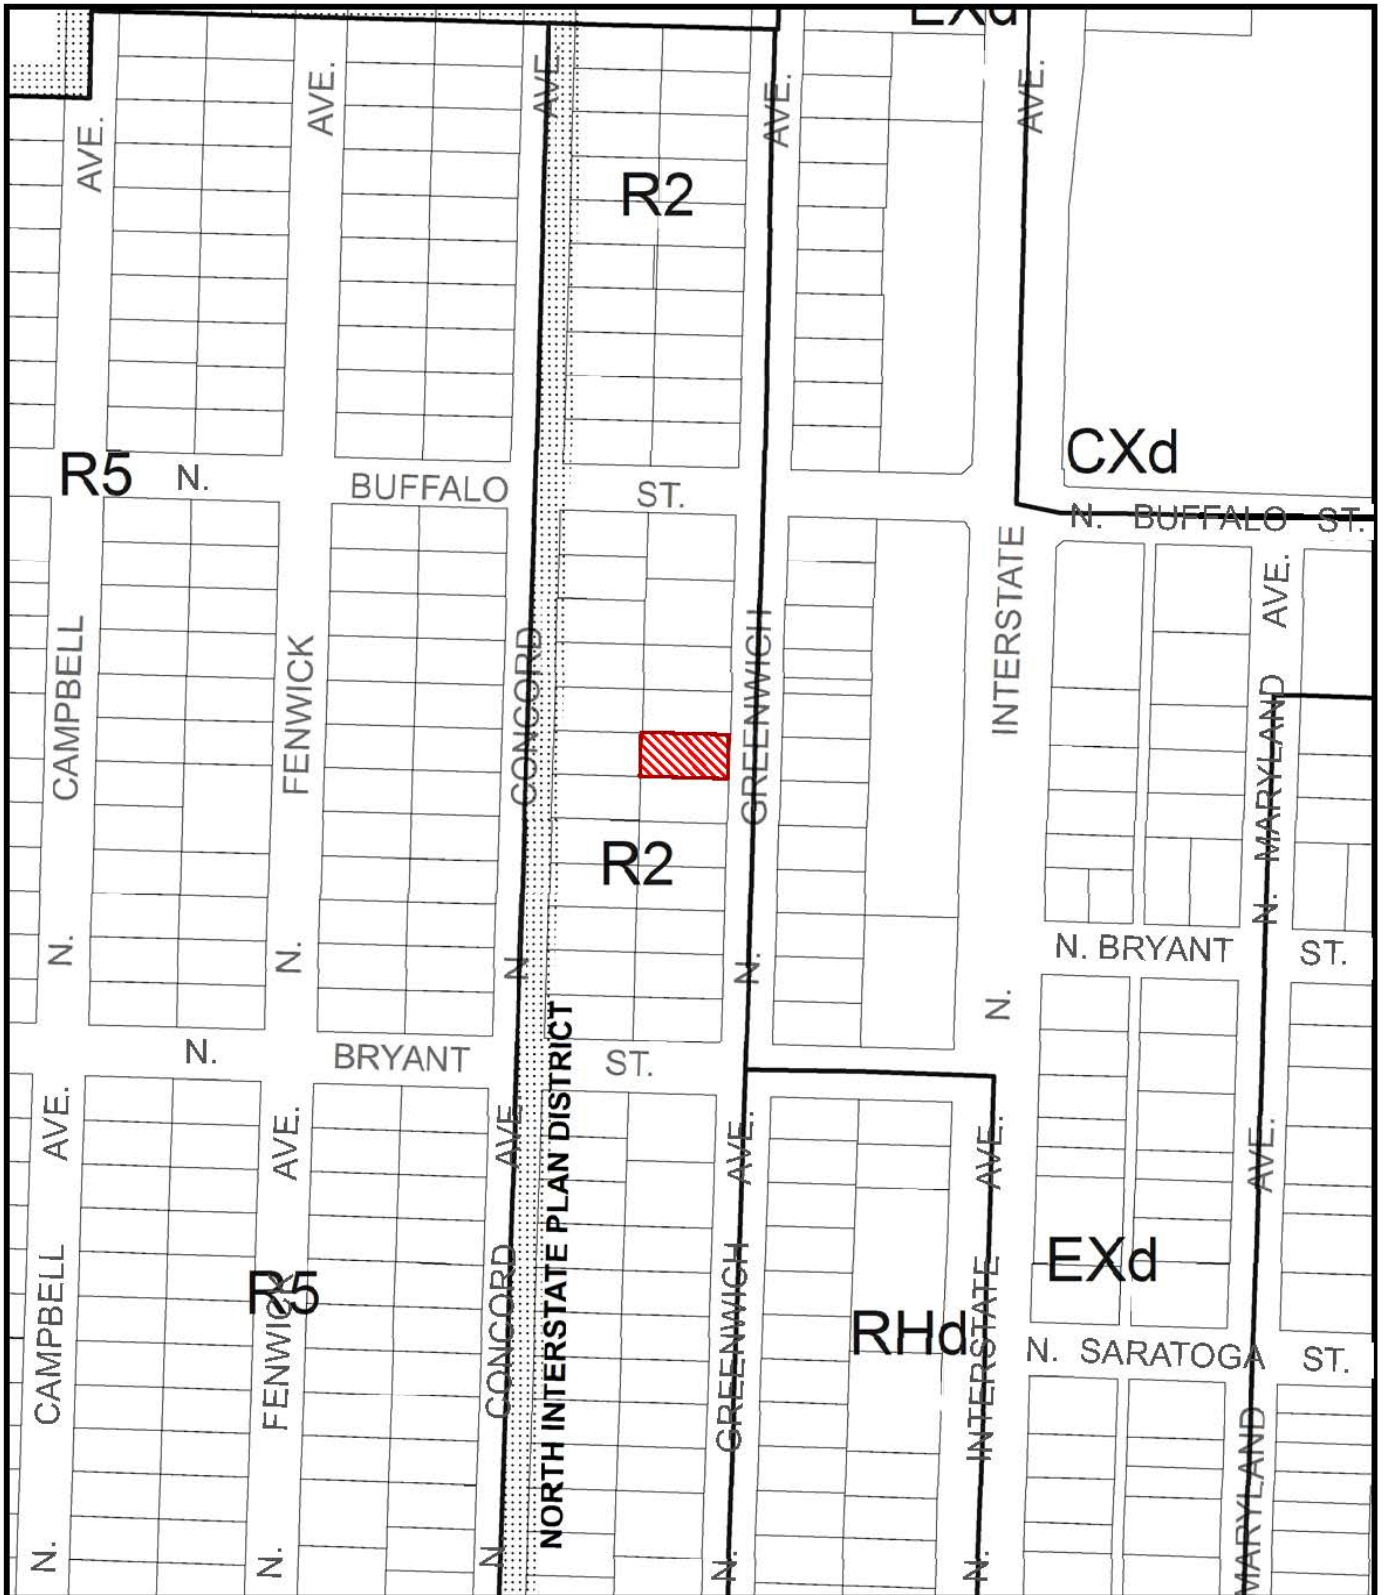 EXd
AVE.
AVE.
AVE.
AVE.
AVE.
R2
CXd
R5
N.
BUFFALO
ST.
N. BUFFALO ST.
CAMPBELL
FENWICK
CONCORD
GREENWICH
INTERSTATE
AVE.
N. MARYLAND
R2
N.
N.
N.
N.
N.
N. BRYANT ST.
N.
BRYANT
ST.
NORTH INTERSTATE PLAN DISTRICT
AVE.
AVE.
AVE.
AVE.
AVE.
AVE.
CAMPBELL
FENWICK
R5
CONCORD
GREENWICH
INTERSTATE
EXd
RHd
N. SARATOGA ST.
MARYLAND
N.
N.
N.
N.
N.